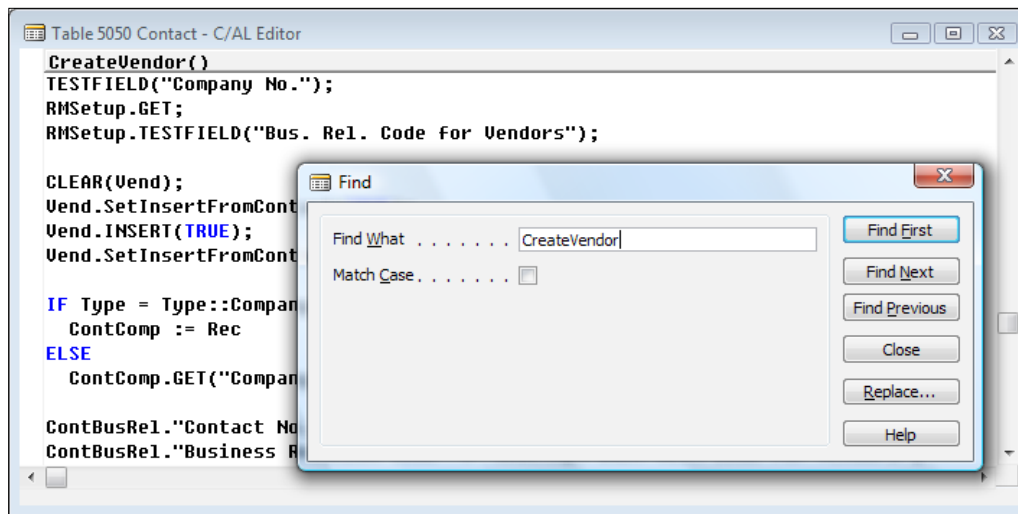 Table 5050 Contact - C/AL Editor
CreateVendor()
TESTFIELD("Company No.");
RMSetup.GET;
RMSetup.TESTFIELD("Bus. Rel. Code for Vendors");
CLEAR(Vend);
Vend.SetInsertFromCont
Vend.INSERT(TRUE);
Vend.SetInsertFromCont
IF Type = Type::Compan
ContComp := Rec
ELSE
ContComp.GET("Compan
ContBusRel."Contact No
ContBusRel."Business R
Find
Find What . . . . . . . CreateVendor
Match Case . . . . . . .
Find First
Find Next
Find Previous
Close
Replace...
Help